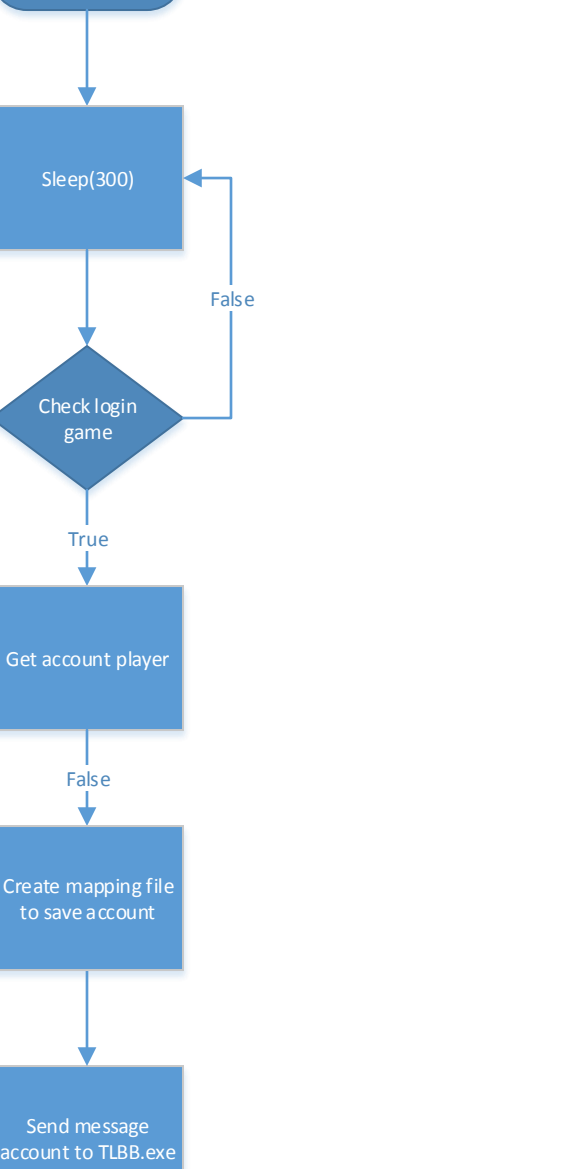 Sleep(300)
False
Check login
game
True
Get account player
False
Create mapping file
to save account
Send message
account to TLBB.exe